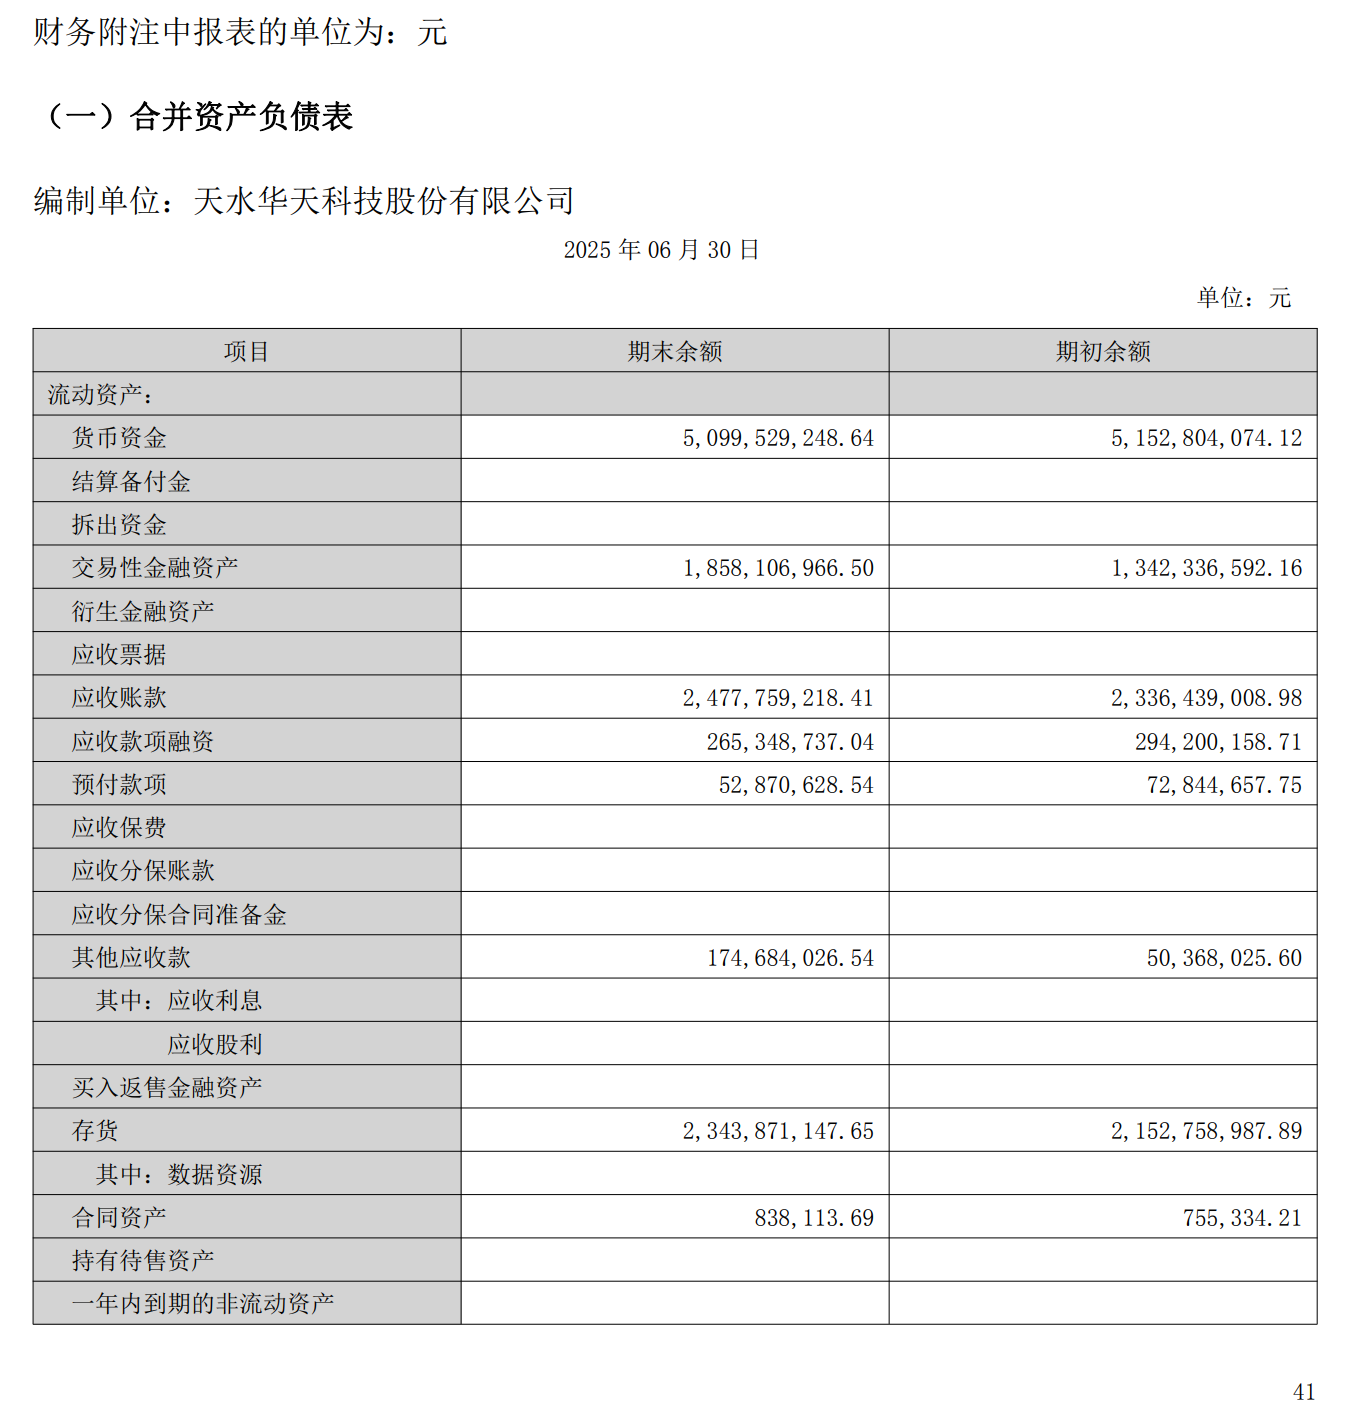 财务附注中报表的单位为：元
（一）合并资产负债表
编制单位：天水华天科技股份有限公司
2025 年 06 月 30 日
单位：元
项目 期末余额 期初余额
流动资产：
货币资金 5,099,529,248.64 5,152,804,074.12
结算备付金
拆出资金
交易性金融资产 1,858,106,966.50 1,342,336,592.16
衍生金融资产
应收票据
应收账款 2,477,759,218.41 2,336,439,008.98
应收款项融资 265,348,737.04 294,200,158.71
预付款项 52,870,628.54 72,844,657.75
应收保费
应收分保账款
应收分保合同准备金
其他应收款 174,684,026.54 50,368,025.60
其中：应收利息
应收股利
买入返售金融资产
存货 2,343,871,147.65 2,152,758,987.89
其中：数据资源
合同资产 838,113.69 755,334.21
持有待售资产
一年内到期的非流动资产
41